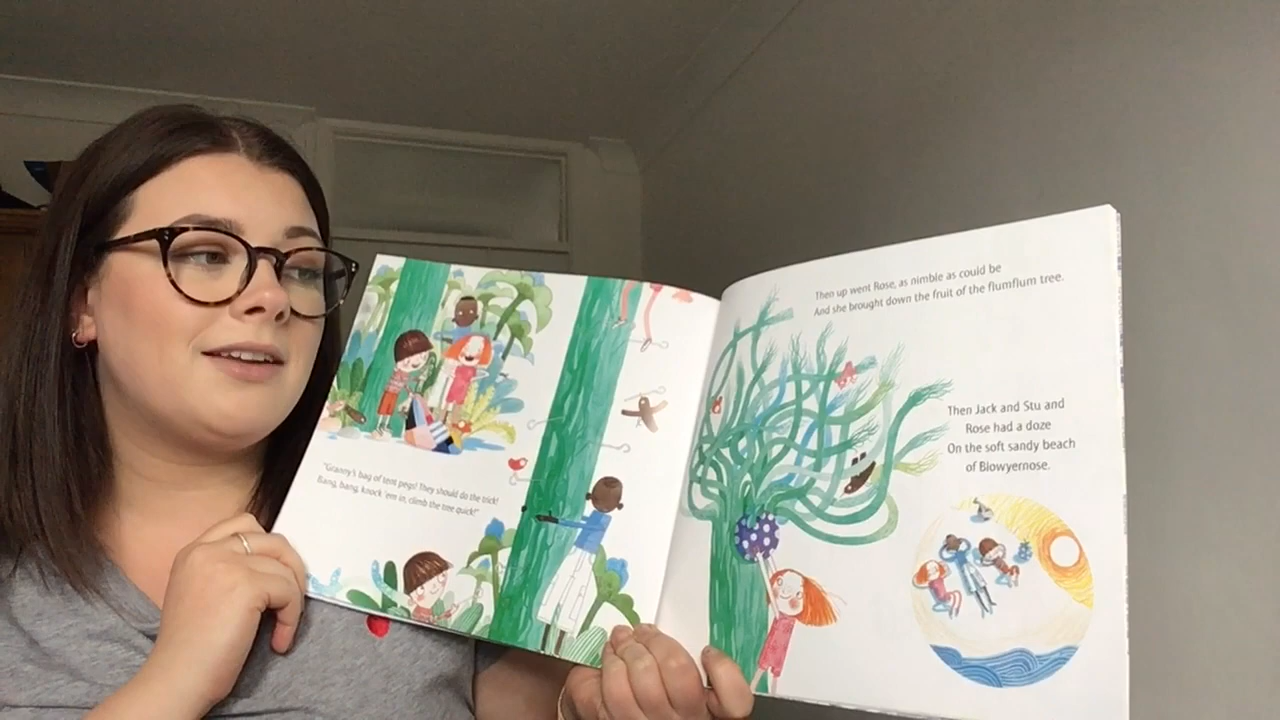 "Granny's bag of tent pegs! They should do the trick!
Bang, bang, knock 'em in, climb the tree quick!"
Then up went Rose, as nimble as could be
And she brought down the fruit of the flumflum tree.
Then Jack and Stu and
Rose had a doze
On the soft sandy beach
of Blowyernose.